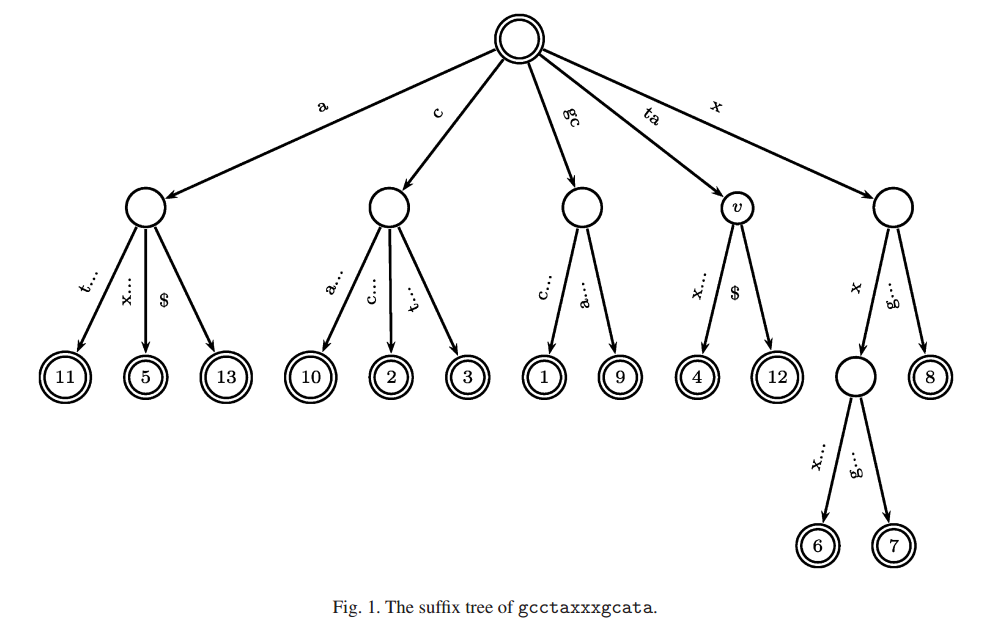 a
c
gc
ta
x
v
t...
x...
$
a...
c...
t...
c...
a...
x...
$
x
g...
11
5
13
10
2
3
1
9
4
12
8
x...
g...
6
7
Fig. 1. The suffix tree of gcctaxxxgcata.